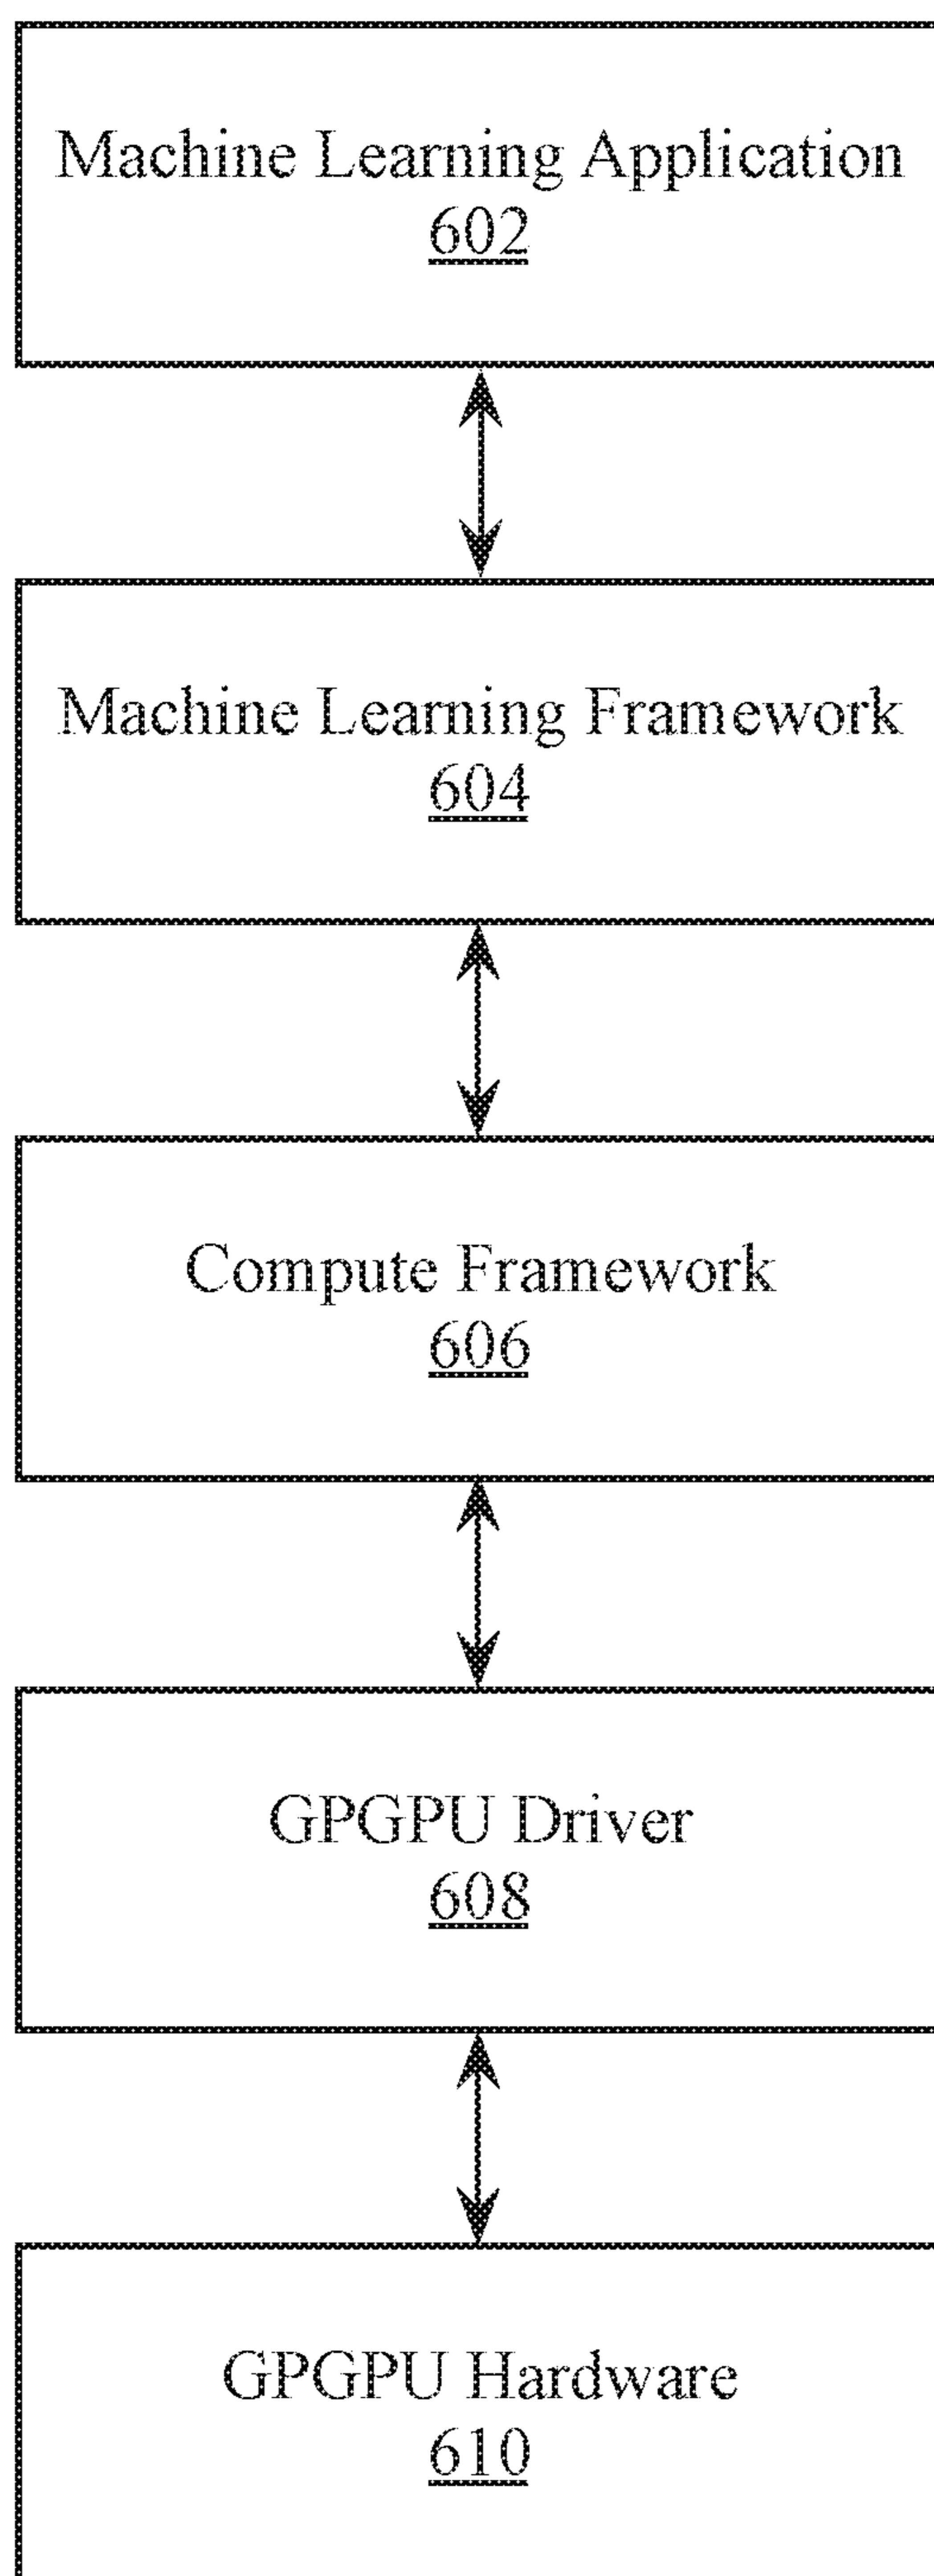 Machine Learning Application
602
Machine Learning Framework
604
Compute Framework
606
GPGPU Driver
608
GPGPU Hardware
610